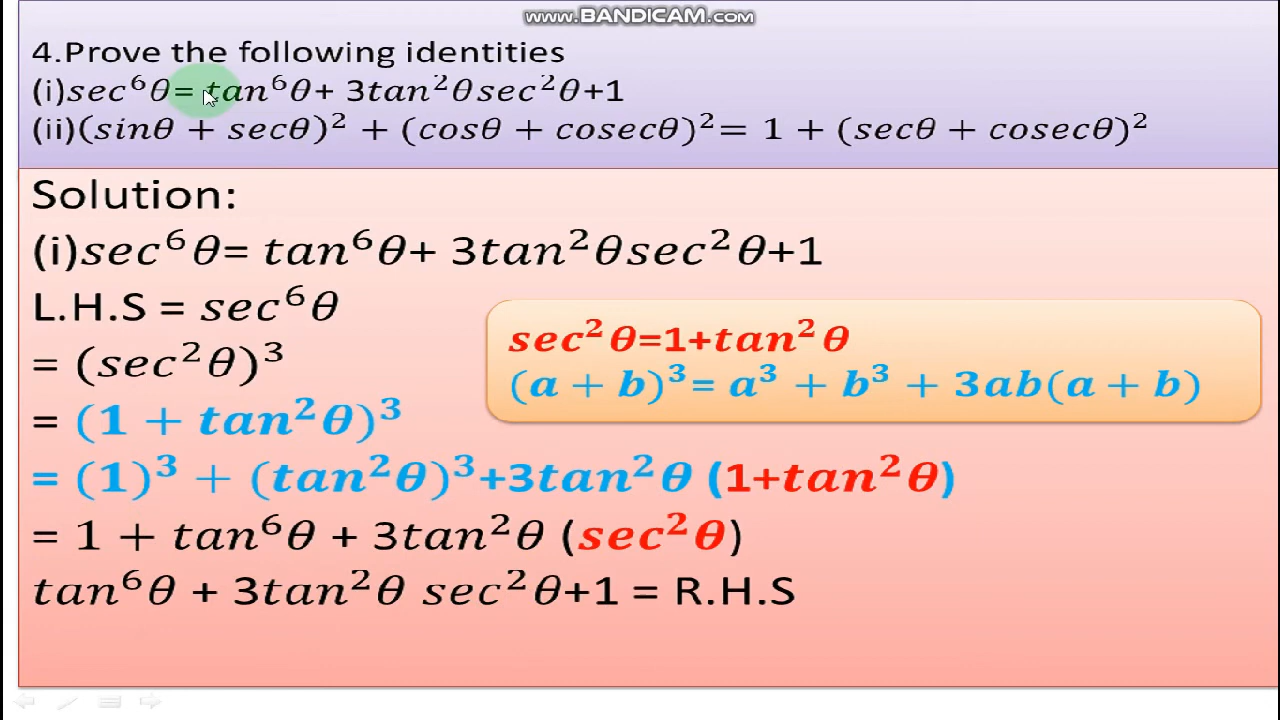 www.BANDICAM.com
4.Prove the following identities
(i)sec⁶θ= tan⁶θ+ 3tan²θsec²θ+1
(ii)(sinθ + secθ)² + (cosθ + cosecθ)²= 1 + (secθ + cosecθ)²
Solution:
(i)sec⁶θ= tan⁶θ+ 3tan²θsec²θ+1
L.H.S = sec⁶θ
= (sec²θ)³
sec²θ=1+tan²θ
(a + b)³= a³ + b³ + 3ab(a + b)
= (1 + tan²θ)³
= (1)³ + (tan²θ)³+3tan²θ (1+tan²θ)
= 1 + tan⁶θ + 3tan²θ (sec²θ)
tan⁶θ + 3tan²θ sec²θ+1 = R.H.S